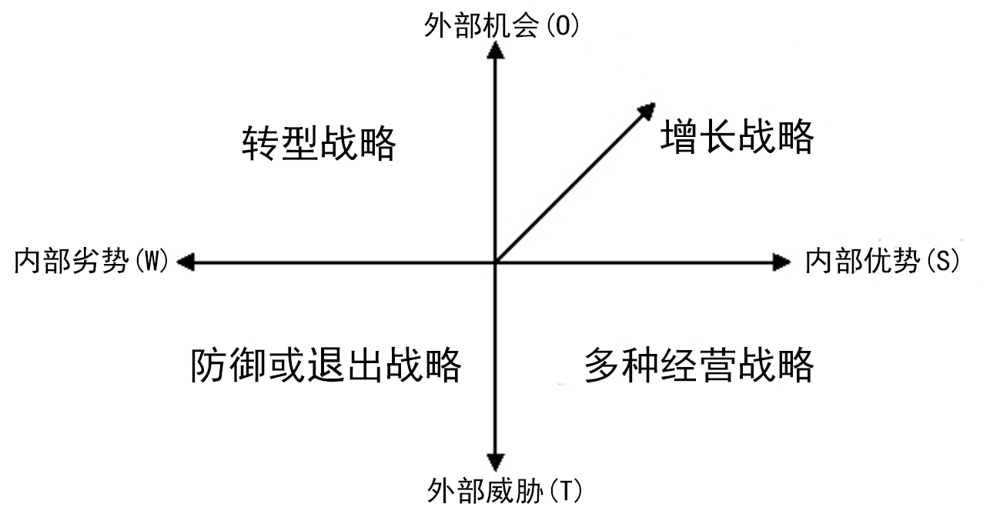 外部机会(O)
转型战略
增长战略
内部劣势(W)
内部优势(S)
防御或退出战略
多种经营战略
外部威胁(T)